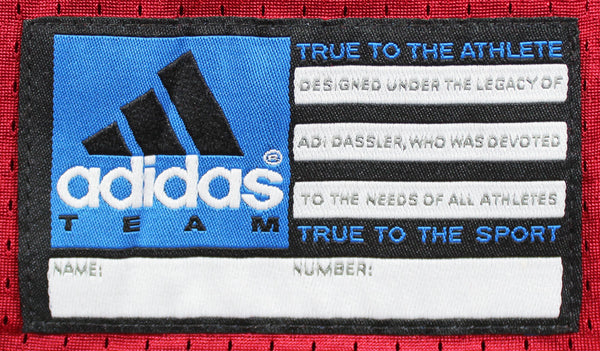 adidas®
TEAM
TRUE TO THE ATHLETE
DESIGNED UNDER THE LEGACY OF
ADI DASSLER, WHO WAS DEVOTED
TO THE NEEDS OF ALL ATHLETES
TRUE TO THE SPORT
NAME: NUMBER: